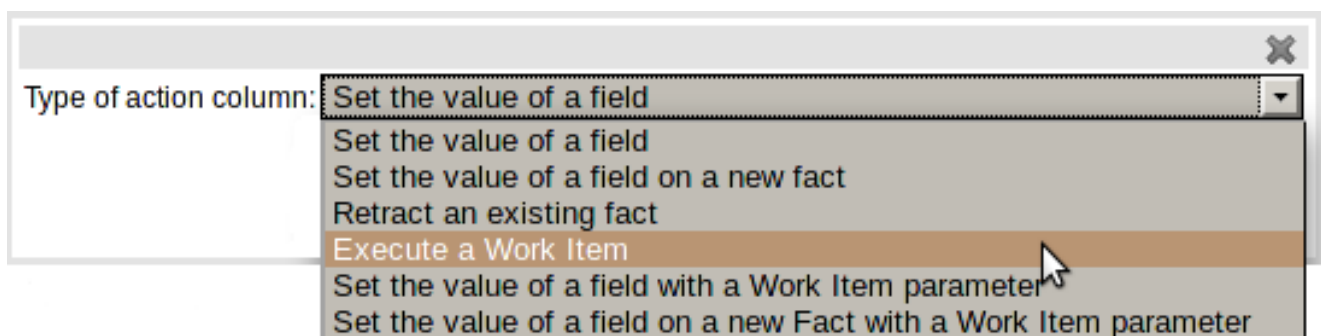 Type of action column: Set the value of a field
Set the value of a field
Set the value of a field on a new fact
Retract an existing fact
Execute a Work Item
Set the value of a field with a Work Item parameter
Set the value of a field on a new Fact with a Work Item parameter